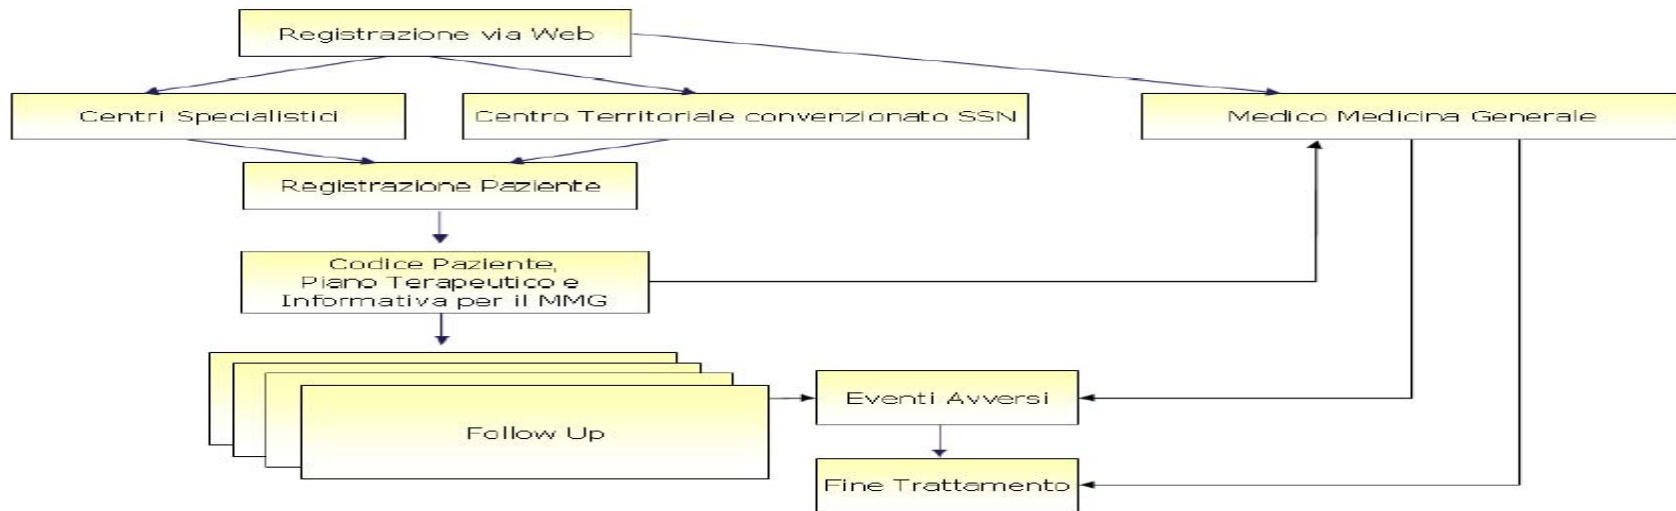 Registrazione via Web
Centri Specialistici
Centro Territoriale convenzionato SSN
Medico Medicina Generale
Registrazione Paziente
Codice Paziente,
Piano Terapeutico e
Informativa per il MMG
Eventi Avversi
Follow Up
Fine Trattamento